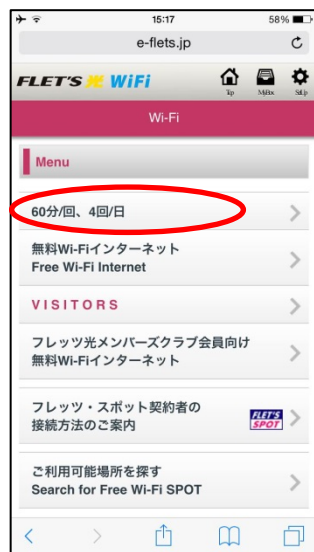 15:17
58%
e-flets.jp
FLET'S光 WiFi
Top
MyBox
SetUp
Wi-Fi
Menu
60分/回、4回/日
無料Wi-Fiインターネット
Free Wi-Fi Internet
VISITORS
フレッツ光メンバーズクラブ会員向け
無料Wi-Fiインターネット
フレッツ・スポット契約者の
接続方法のご案内
FLET'S
SPOT
ご利用可能場所を探す
Search for Free Wi-Fi SPOT